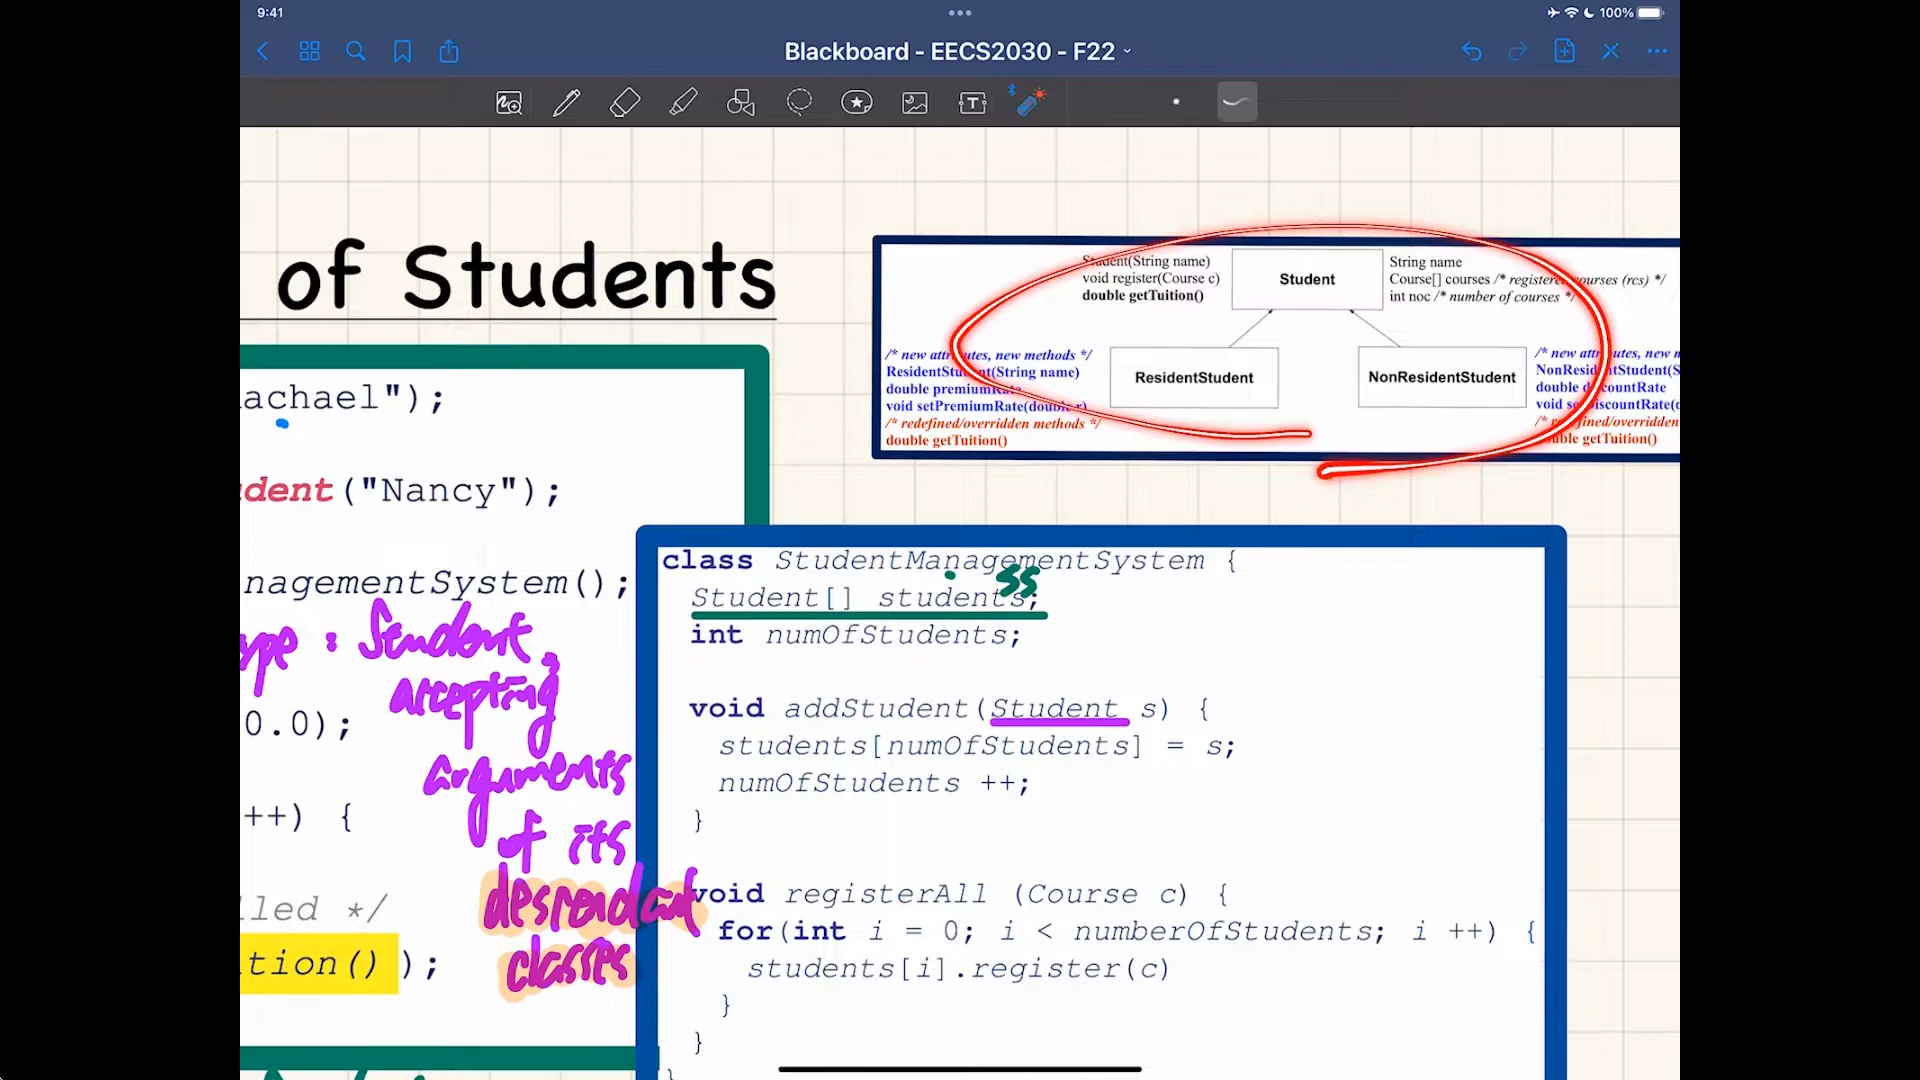 9:41
100%
Blackboard - EECS2030 - F22
of Students
Student(String name)
void register(Course c)
double getTuition()
Student
String name
Course[] courses /* registered courses (rcs) */
int noc /* number of courses */
/* new attributes, new methods */
ResidentStudent(String name)
double premiumRate
void setPremiumRate(double r)
/* redefined/overridden methods */
double getTuition()
ResidentStudent
NonResidentStudent
/* new attributes, new m
NonResidentStudent(S
double discountRate
void setDiscountRate(d
/* redefined/overridden
double getTuition()
achael");
dent("Nancy");
nagementSystem();
ype : Student,
accepting
arguments
of its
descendant
classes
0.0);
++) {
lled */
tion());
class StudentManagementSystem {
ss
Student[] students;
int numOfStudents;
void addStudent(Student s) {
students[numOfStudents] = s;
numOfStudents ++;
}
void registerAll (Course c) {
for(int i = 0; i < numberOfStudents; i ++) {
students[i].register(c)
}
}
}